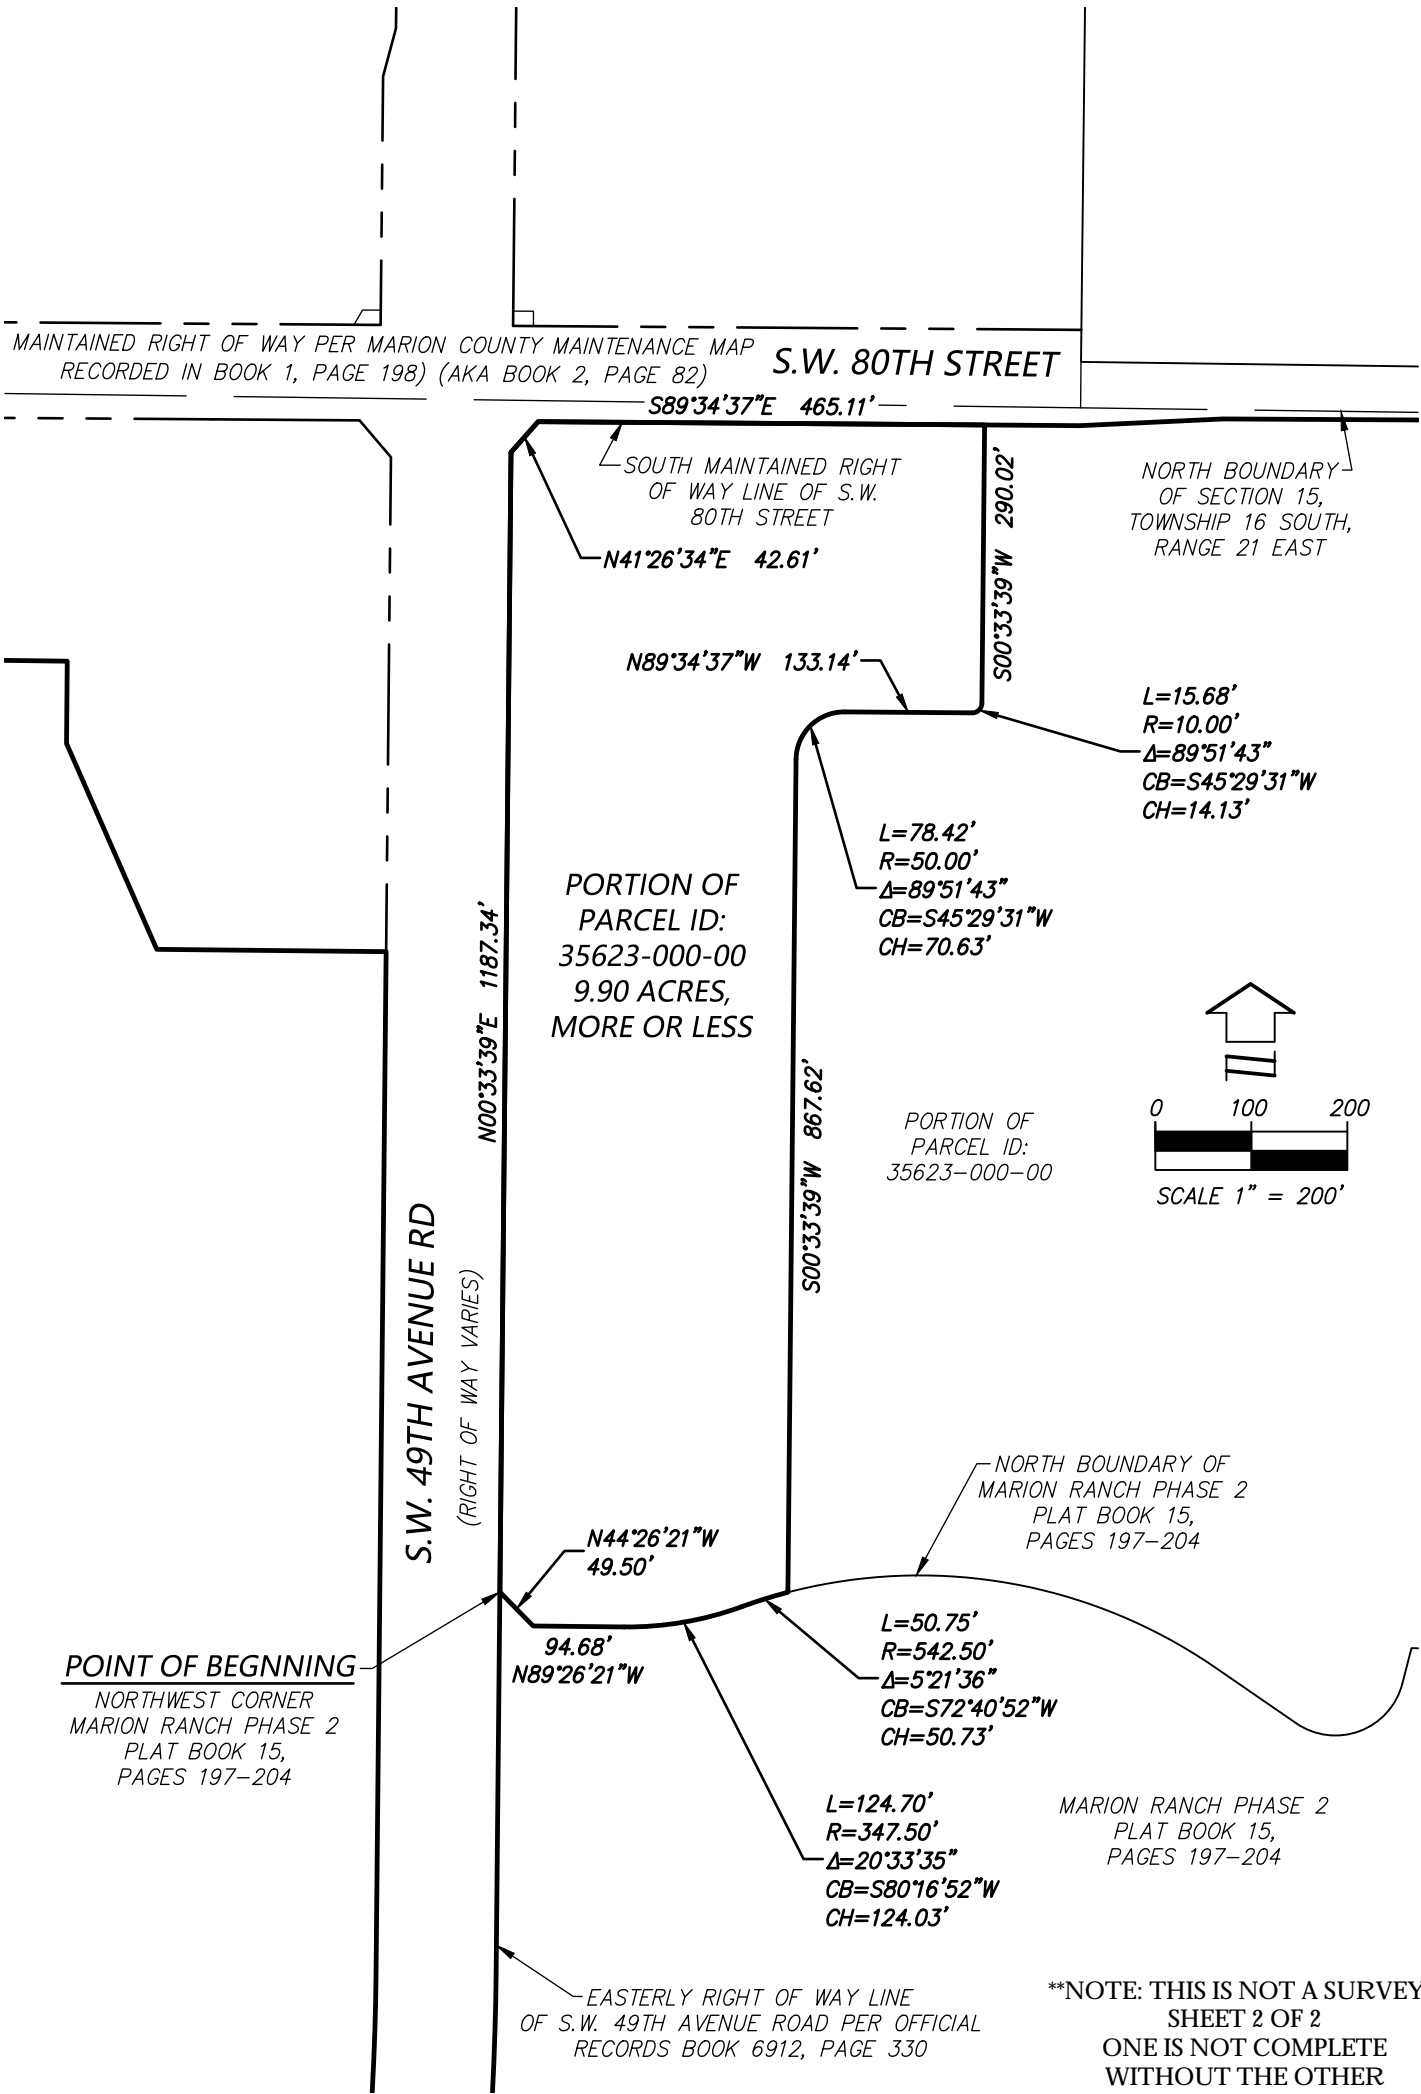 MAINTAINED RIGHT OF WAY PER MARION COUNTY MAINTENANCE MAP
RECORDED IN BOOK 1, PAGE 198) (AKA BOOK 2, PAGE 82)
S.W. 80TH STREET
S89°34'37"E 465.11'
SOUTH MAINTAINED RIGHT
OF WAY LINE OF S.W.
80TH STREET
N41°26'34"E 42.61'
S00°33'39"W 290.02'
NORTH BOUNDARY
OF SECTION 15,
TOWNSHIP 16 SOUTH,
RANGE 21 EAST
N89°34'37"W 133.14'
L=15.68'
R=10.00'
Δ=89°51'43"
CB=S45°29'31"W
CH=14.13'
L=78.42'
R=50.00'
Δ=89°51'43"
CB=S45°29'31"W
CH=70.63'
PORTION OF
PARCEL ID:
35623-000-00
9.90 ACRES,
MORE OR LESS
N00°33'39"E 1187.34'
S00°33'39"W 867.62'
PORTION OF
PARCEL ID:
35623-000-00
0 100 200
SCALE 1" = 200'
S.W. 49TH AVENUE RD
(RIGHT OF WAY VARIES)
NORTH BOUNDARY OF
MARION RANCH PHASE 2
PLAT BOOK 15,
PAGES 197-204
N44°26'21"W
49.50'
94.68'
N89°26'21"W
POINT OF BEGNNING
NORTHWEST CORNER
MARION RANCH PHASE 2
PLAT BOOK 15,
PAGES 197-204
L=50.75'
R=542.50'
Δ=5°21'36"
CB=S72°40'52"W
CH=50.73'
L=124.70'
R=347.50'
Δ=20°33'35"
CB=S80°16'52"W
CH=124.03'
MARION RANCH PHASE 2
PLAT BOOK 15,
PAGES 197-204
EASTERLY RIGHT OF WAY LINE
OF S.W. 49TH AVENUE ROAD PER OFFICIAL
RECORDS BOOK 6912, PAGE 330
**NOTE: THIS IS NOT A SURVEY
SHEET 2 OF 2
ONE IS NOT COMPLETE
WITHOUT THE OTHER